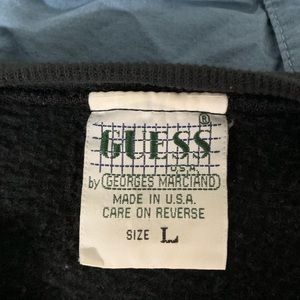 GUESS®
U.S.A.
by GEORGES MARCIANO
MADE IN U.S.A.
CARE ON REVERSE
SIZE L